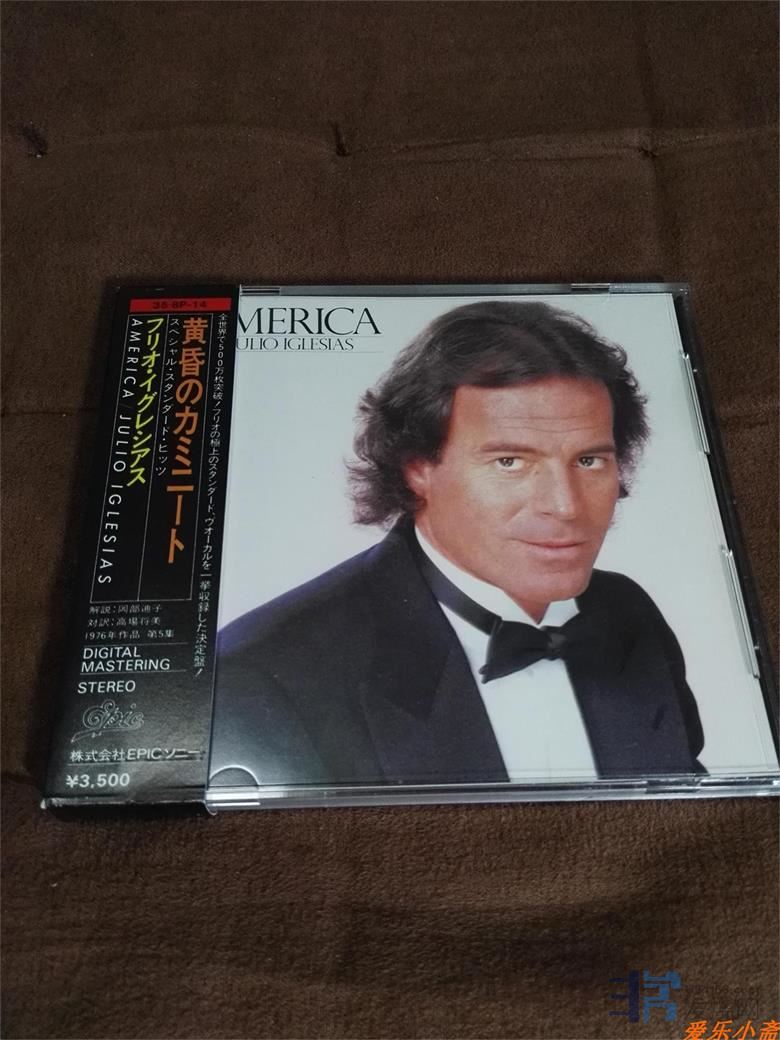 35・8P-14
全世界で500万枚突破!フリオの極上のスタンダード、ヴォーカルを一挙収録した決定盤!
黄昏のカミニート
スペシャル・スタンダード・ヒッツ
フリオ・イグレシアス
AMERICA JULIO IGLESIAS
解説:岡部迪子
対訳:高場将美
1976年作品 第5集
DIGITAL
MASTERING
STEREO
Epic
株式会社EPICソニー
¥3,500
MERICA
ULIO IGLESIAS
爱乐小斋